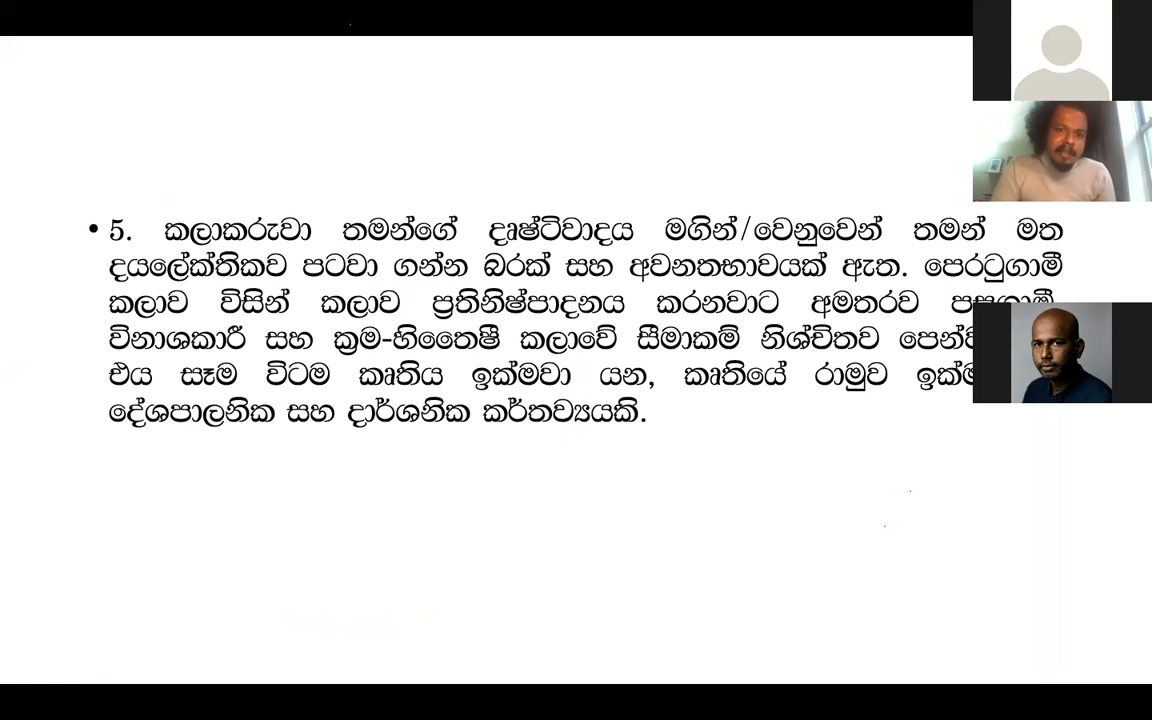 • 5. කලාකරුවා තමන්ගේ දෘෂ්ටිවාදය මගින්/වෙනුවෙන් තමන් මත
දයලේක්තිකව පටවා ගන්න බරක් සහ අවනතභාවයක් ඇත. පෙරටුගාමී
කලාව විසින් කලාව ප්‍රතිනිෂ්පාදනය කරනවාට අමතරව
විනාශකාරී සහ ක්‍රම-හිතෛෂී කලාවේ සීමාකම් නිශ්චිතව
එය සෑම විටම කෘතිය ඉක්මවා යන, කෘතියේ රාමුව
දේශපාලනික සහ දාර්ශනික කර්තව්‍යයකි.